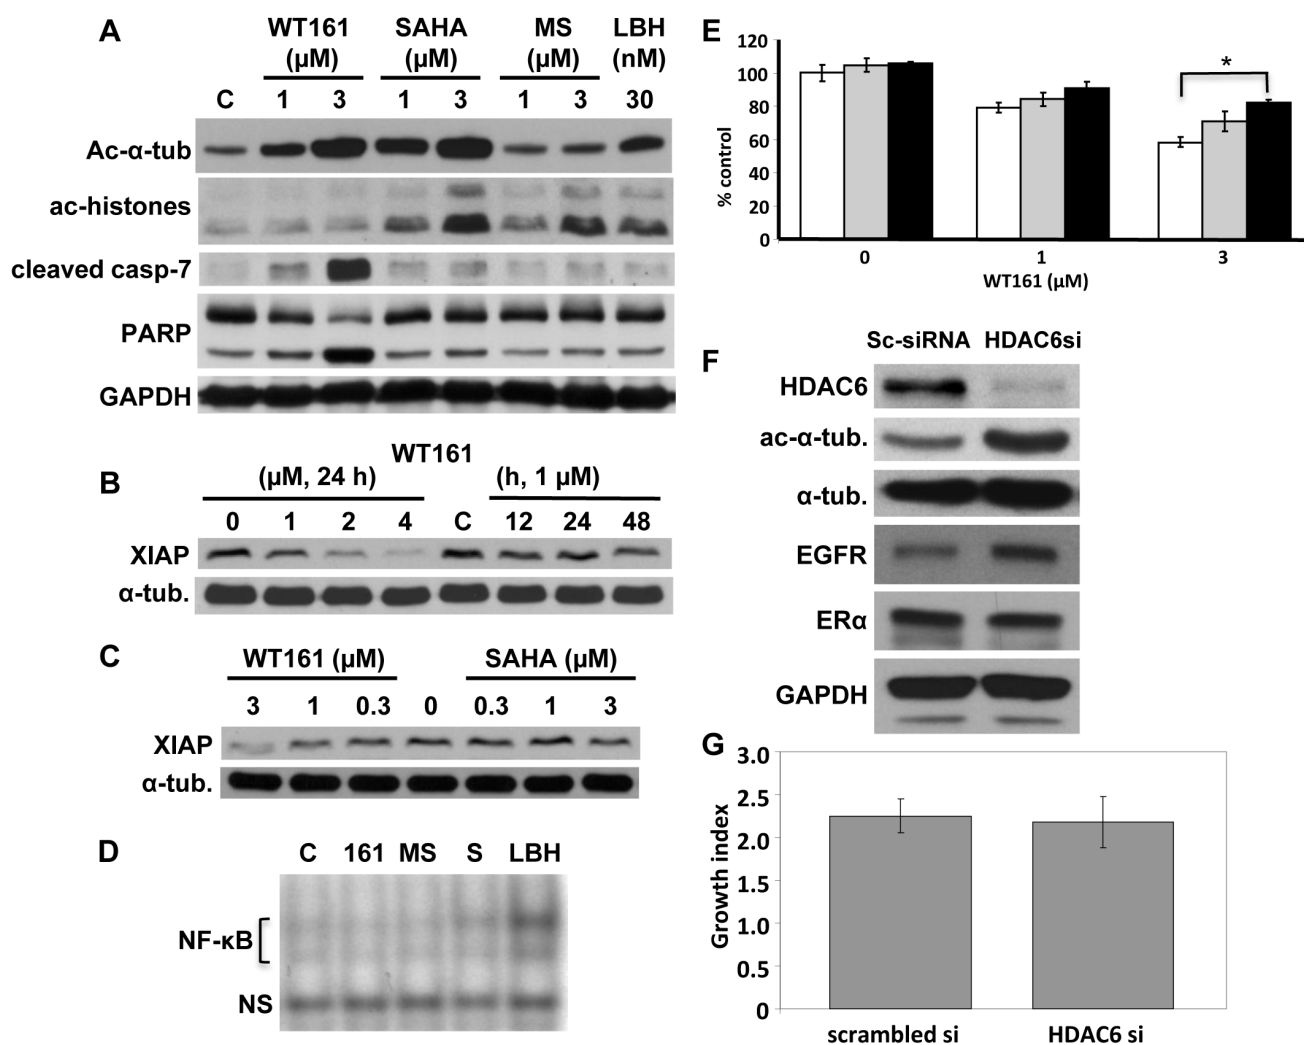 A
WT161 SAHA MS LBH
(µM) (µM) (µM) (nM)
C 1 3 1 3 1 3 30
Ac-α-tub
ac-histones
cleaved casp-7
PARP
GAPDH
B
WT161
(µM, 24 h) (h, 1 µM)
0 1 2 4 C 12 24 48
XIAP
α-tub.
C
WT161 (µM) SAHA (µM)
3 1 0.3 0 0.3 1 3
XIAP
α-tub.
D
C 161 MS S LBH
NF-κB
NS
E
% control
120
100
80
60
40
20
0
*
0 1 3
WT161 (µM)
F
Sc-siRNA HDAC6si
HDAC6
ac-α-tub.
α-tub.
EGFR
ERα
GAPDH
G
Growth index
3.0
2.5
2.0
1.5
1.0
0.5
0
scrambled si HDAC6 si